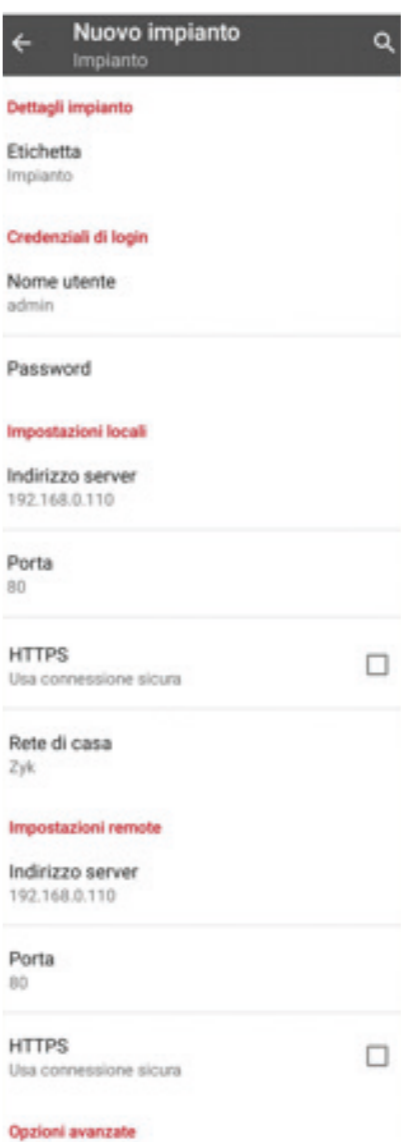 Nuovo impianto
Impianto
Dettagli impianto
Etichetta
Impianto
Credenziali di login
Nome utente
admin
Password
Impostazioni locali
Indirizzo server
192.168.0.110
Porta
80
HTTPS
Usa connessione sicura
Rete di casa
Zyk
Impostazioni remote
Indirizzo server
192.168.0.110
Porta
80
HTTPS
Usa connessione sicura
Opzioni avanzate